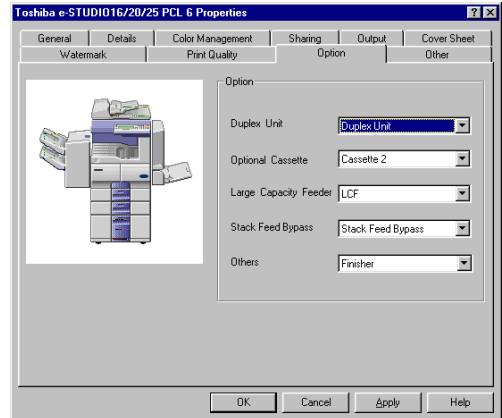 Toshiba e-STUDIO16/20/25 PCL 6 Properties
General Details Color Management Sharing Output Cover Sheet
Watermark Print Quality Option Other
Option
Duplex Unit Duplex Unit
Optional Cassette Cassette 2
Large Capacity Feeder LCF
Stack Feed Bypass Stack Feed Bypass
Others Finisher
OK Cancel Apply Help